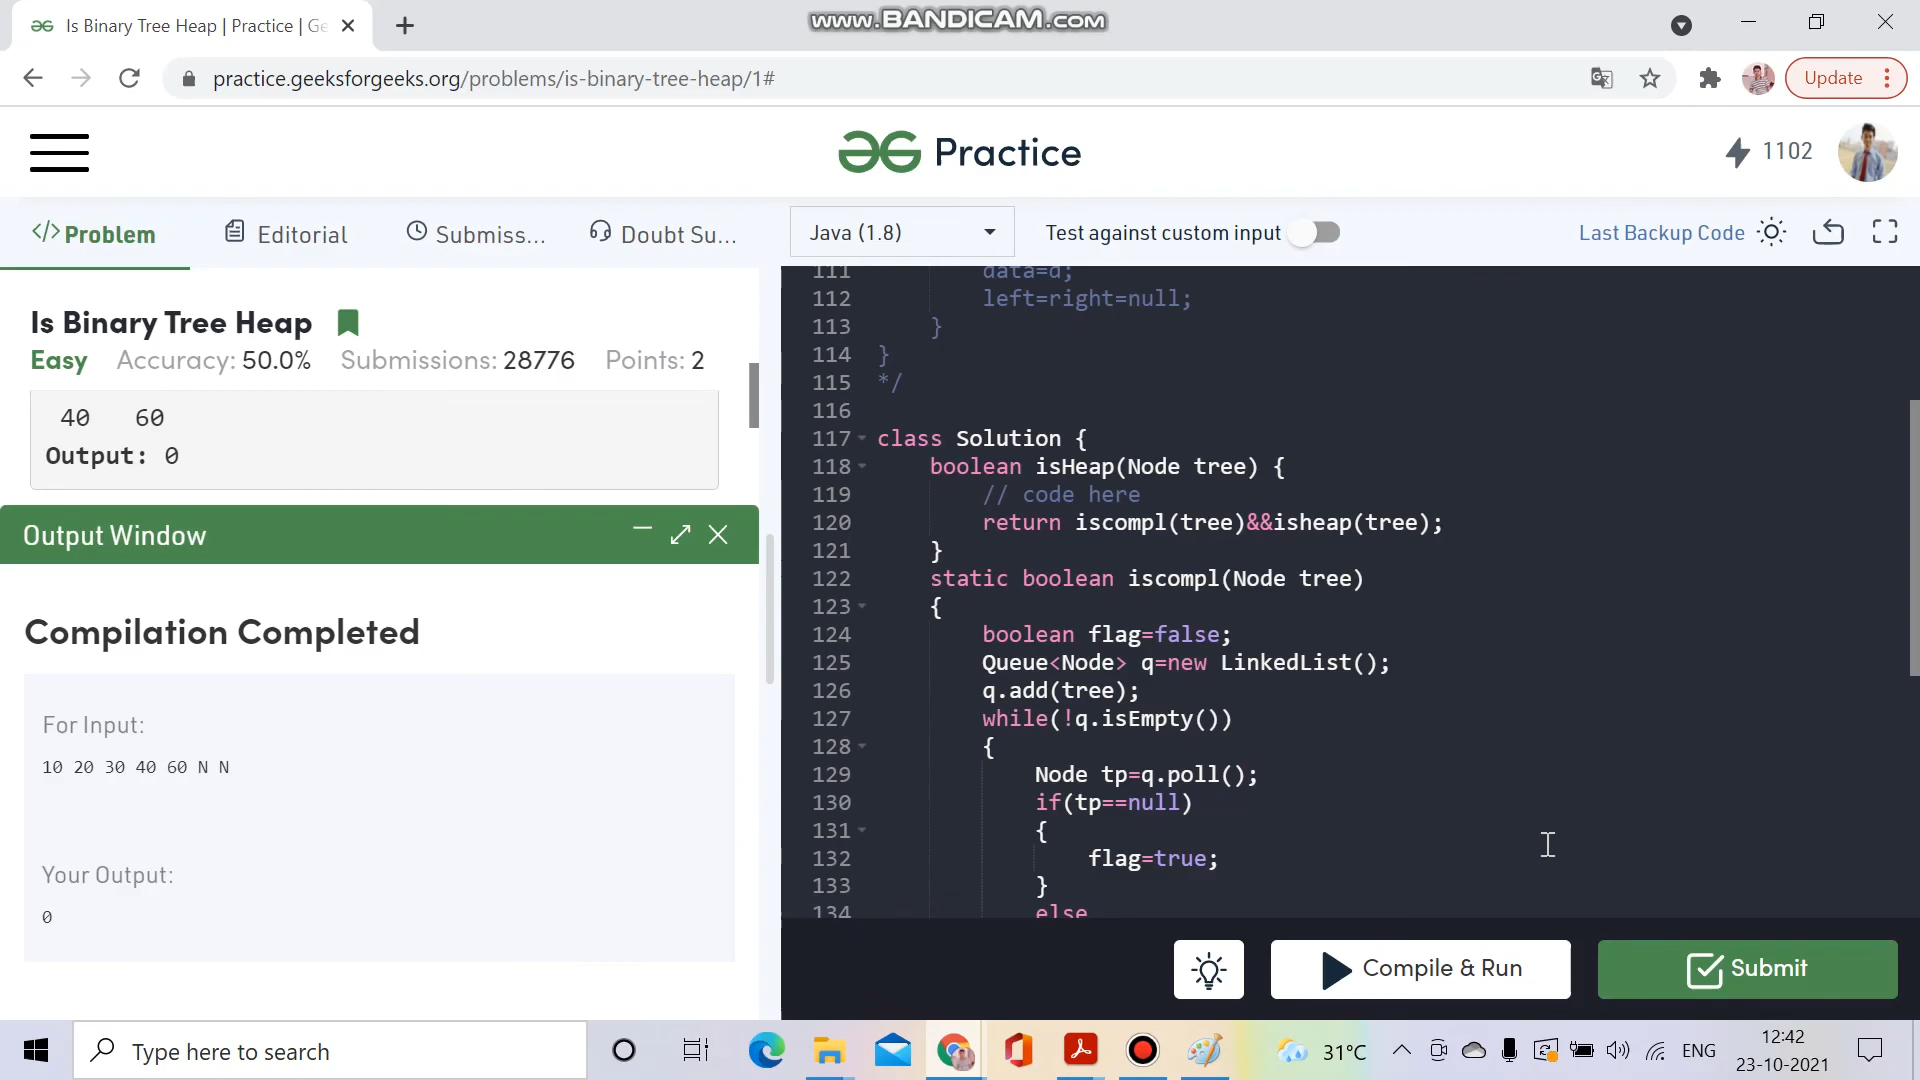 Is Binary Tree Heap | Practice | Ge
www.BANDICAM.com
practice.geeksforgeeks.org/problems/is-binary-tree-heap/1#
Update
Practice
1102
</> Problem
Editorial
Submiss...
Doubt Su...
Java (1.8)
Test against custom input
Last Backup Code
Is Binary Tree Heap
Easy Accuracy: 50.0% Submissions: 28776 Points: 2
40 60
Output: 0
Output Window
Compilation Completed
For Input:
10 20 30 40 60 N N
Your Output:
0
111 data=d;
112 left=right=null;
113 }
114 }
115 */
116
117 class Solution {
118 boolean isHeap(Node tree) {
119 // code here
120 return iscompl(tree)&&isheap(tree);
121 }
122 static boolean iscompl(Node tree)
123 {
124 boolean flag=false;
125 Queue<Node> q=new LinkedList();
126 q.add(tree);
127 while(!q.isEmpty())
128 {
129 Node tp=q.poll();
130 if(tp==null)
131 {
132 flag=true;
133 }
134 else
Compile & Run
Submit
Type here to search
31°C
ENG
12:42
23-10-2021